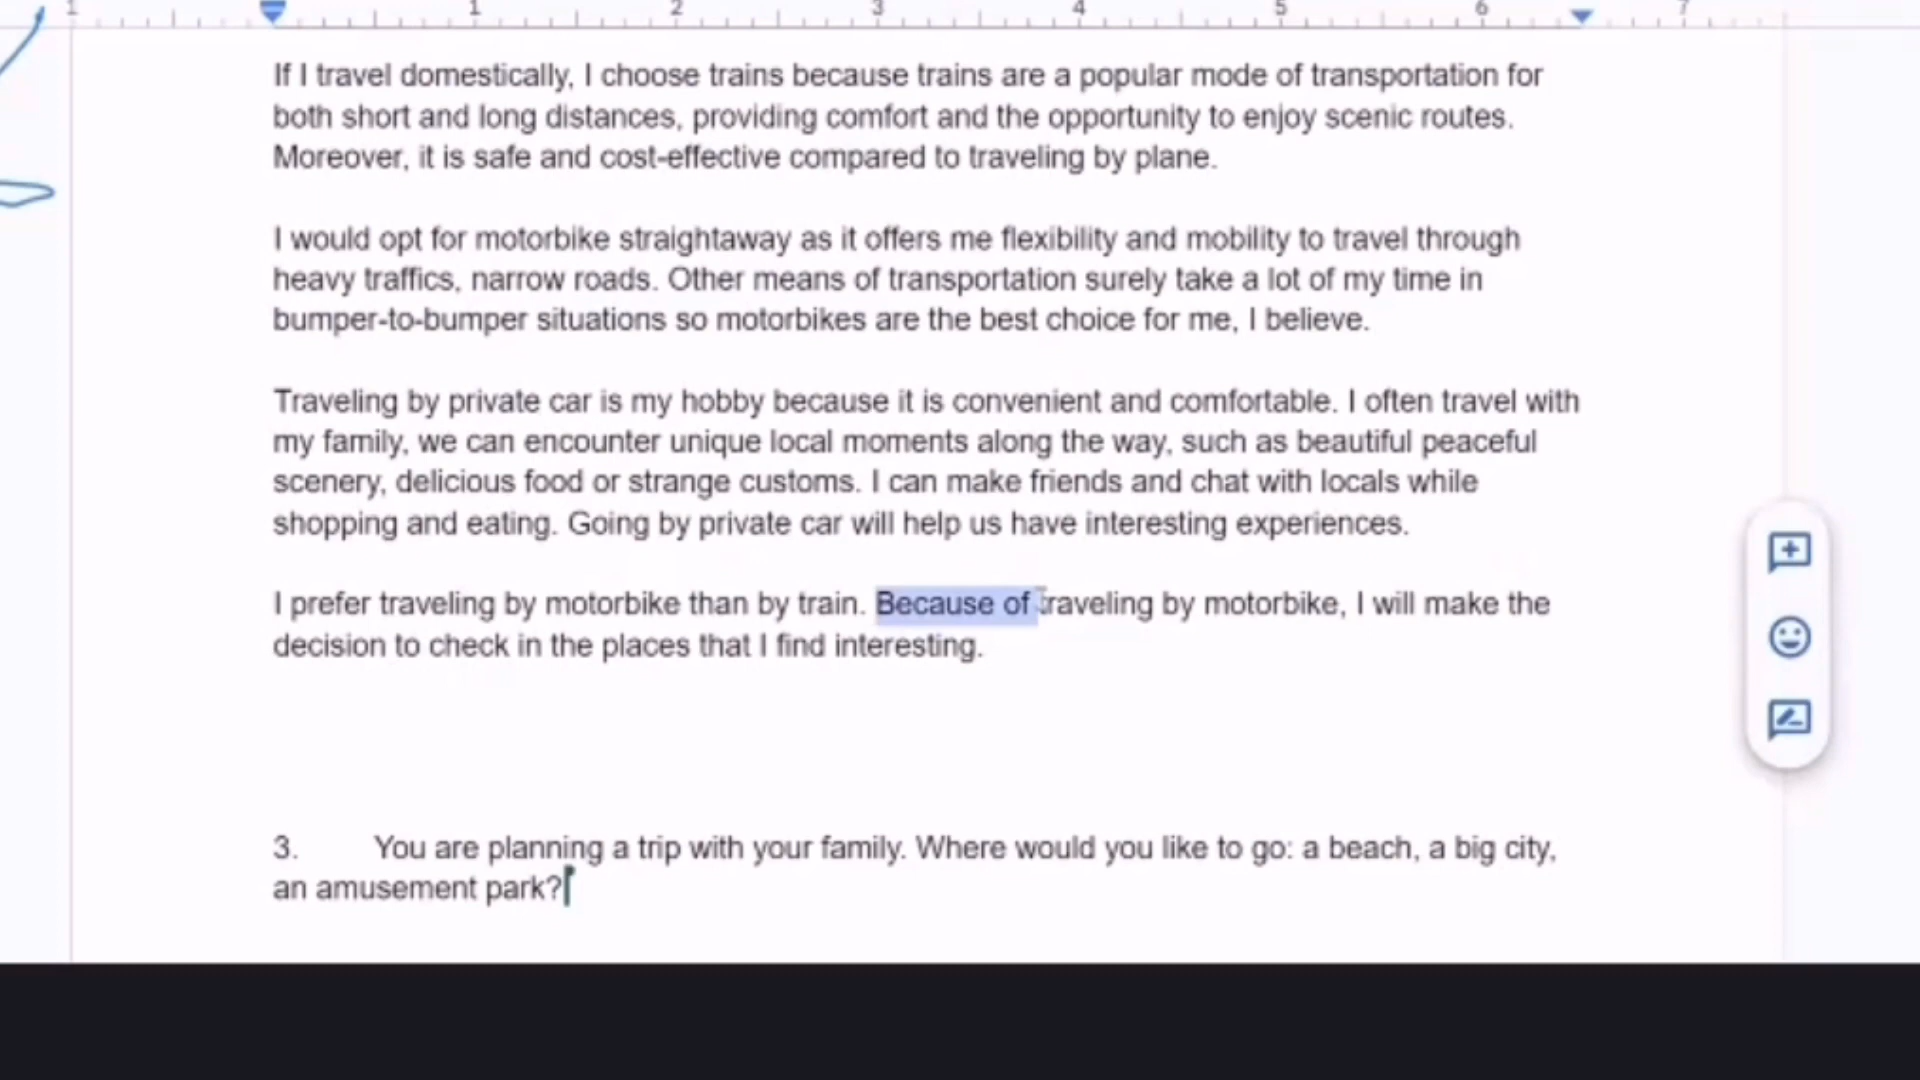 1 1 2 3 4 5 6 7
If I travel domestically, I choose trains because trains are a popular mode of transportation for
both short and long distances, providing comfort and the opportunity to enjoy scenic routes.
Moreover, it is safe and cost-effective compared to traveling by plane.
I would opt for motorbike straightaway as it offers me flexibility and mobility to travel through
heavy traffics, narrow roads. Other means of transportation surely take a lot of my time in
bumper-to-bumper situations so motorbikes are the best choice for me, I believe.
Traveling by private car is my hobby because it is convenient and comfortable. I often travel with
my family, we can encounter unique local moments along the way, such as beautiful peaceful
scenery, delicious food or strange customs. I can make friends and chat with locals while
shopping and eating. Going by private car will help us have interesting experiences.
I prefer traveling by motorbike than by train. Because of traveling by motorbike, I will make the
decision to check in the places that I find interesting.
3. You are planning a trip with your family. Where would you like to go: a beach, a big city,
an amusement park?